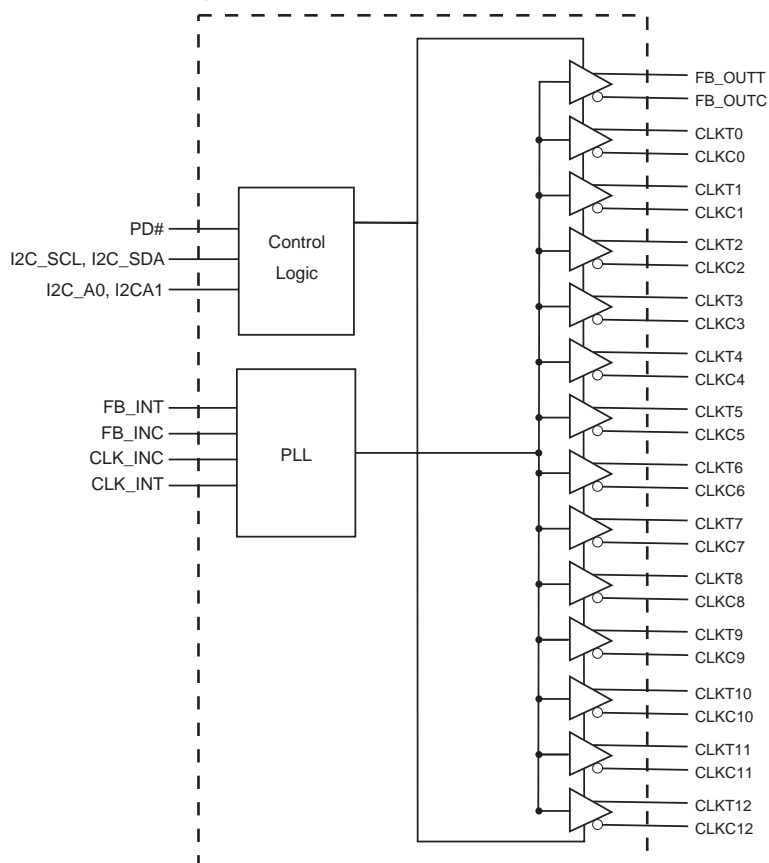 PD#
I2C_SCL, I2C_SDA
I2C_A0, I2CA1
Control
Logic
FB_INT
FB_INC
CLK_INC
CLK_INT
PLL
FB_OUTT
FB_OUTC
CLKT0
CLKC0
CLKT1
CLKC1
CLKT2
CLKC2
CLKT3
CLKC3
CLKT4
CLKC4
CLKT5
CLKC5
CLKT6
CLKC6
CLKT7
CLKC7
CLKT8
CLKC8
CLKT9
CLKC9
CLKT10
CLKC10
CLKT11
CLKC11
CLKT12
CLKC12